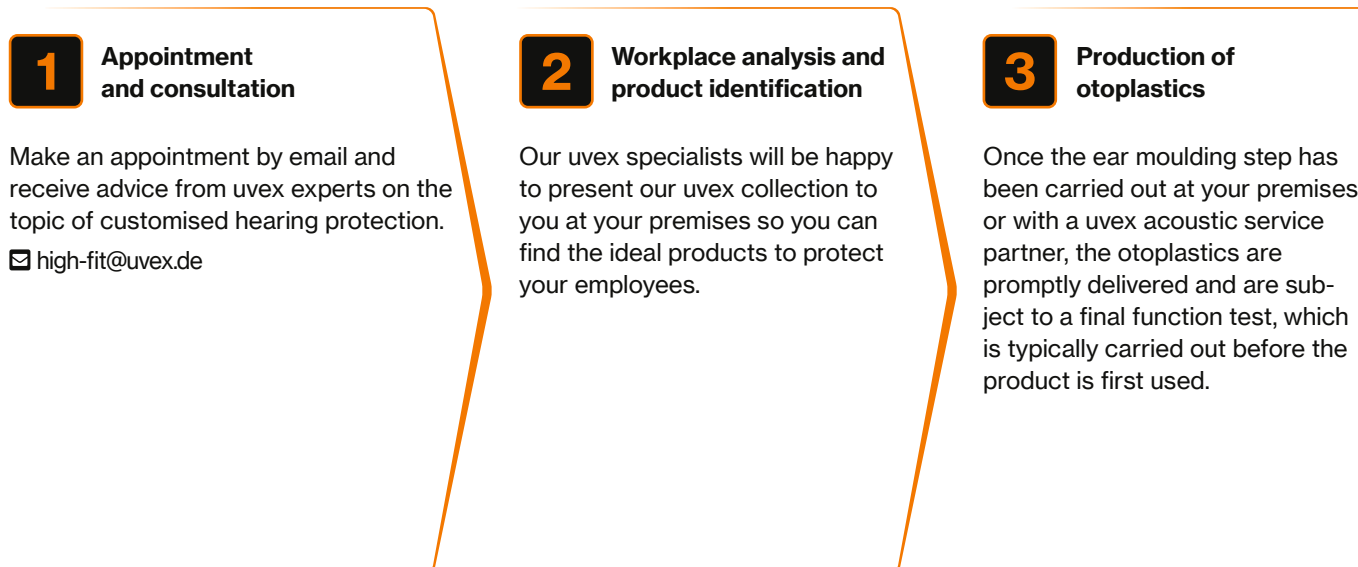 1
Appointment
and consultation
Make an appointment by email and
receive advice from uvex experts on the
topic of customised hearing protection.
high-fit@uvex.de
2
Workplace analysis and
product identification
Our uvex specialists will be happy
to present our uvex collection to
you at your premises so you can
find the ideal products to protect
your employees.
3
Production of
otoplastics
Once the ear moulding step has
been carried out at your premises
or with a uvex acoustic service
partner, the otoplastics are
promptly delivered and are sub-
ject to a final function test, which
is typically carried out before the
product is first used.